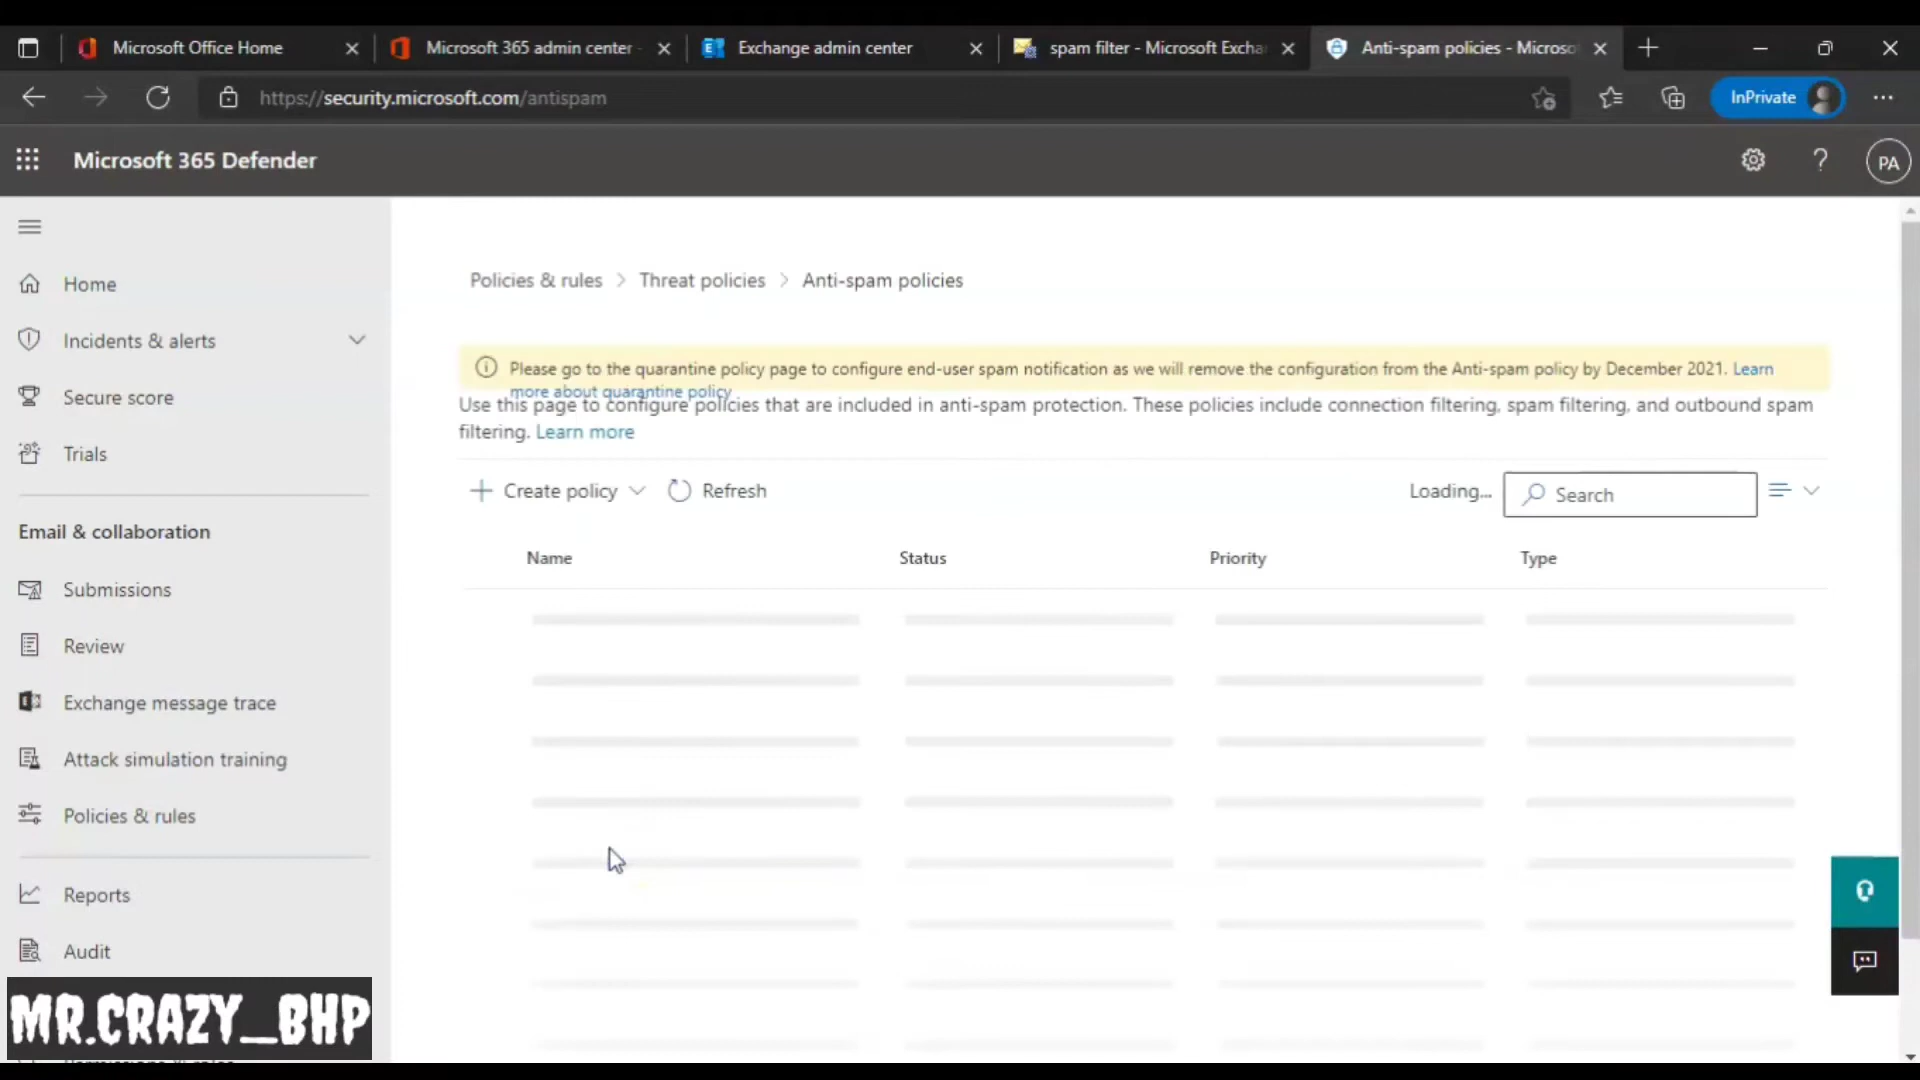 Microsoft Office Home
Microsoft 365 admin center -
Exchange admin center
spam filter - Microsoft Excha
Anti-spam policies - Microso
https://security.microsoft.com/antispam
InPrivate
Microsoft 365 Defender
PA
Home
Incidents & alerts
Secure score
Trials
Email & collaboration
Submissions
Review
Exchange message trace
Attack simulation training
Policies & rules
Reports
Audit
MR.CRAZY_BHP
Policies & rules > Threat policies > Anti-spam policies
Please go to the quarantine policy page to configure end-user spam notification as we will remove the configuration from the Anti-spam policy by December 2021. Learn
more about quarantine policy
Use this page to configure policies that are included in anti-spam protection. These policies include connection filtering, spam filtering, and outbound spam
filtering. Learn more
Create policy
Refresh
Loading...
Search
Name Status Priority Type